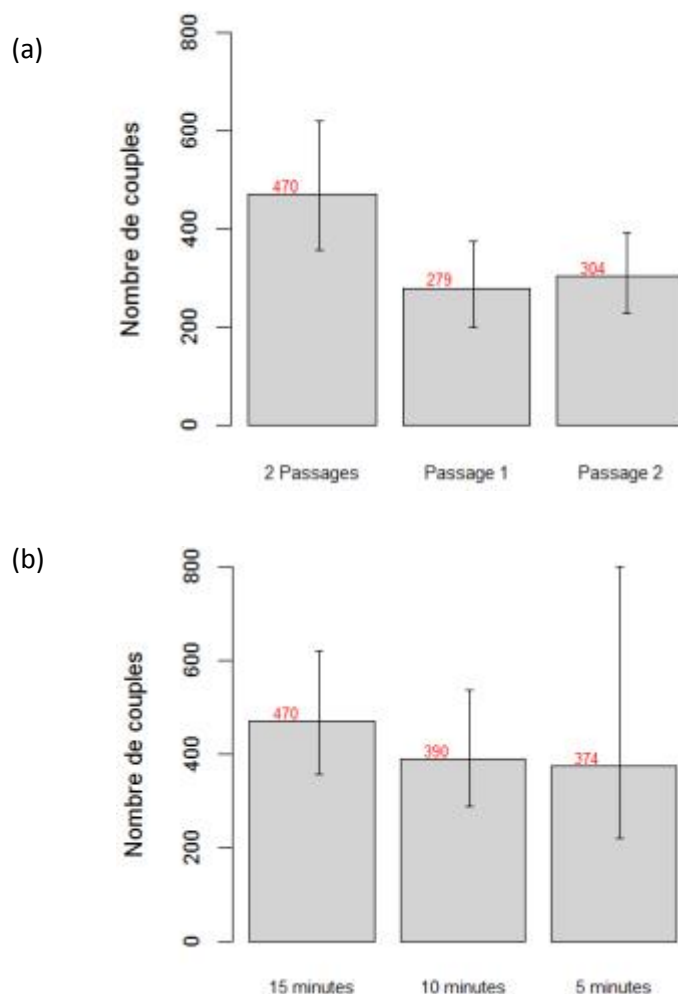 (a)
Nombre de couples
800
600
400
200
0
470
279
304
2 Passages Passage 1 Passage 2
(b)
Nombre de couples
800
600
400
200
0
470
390
374
15 minutes 10 minutes 5 minutes